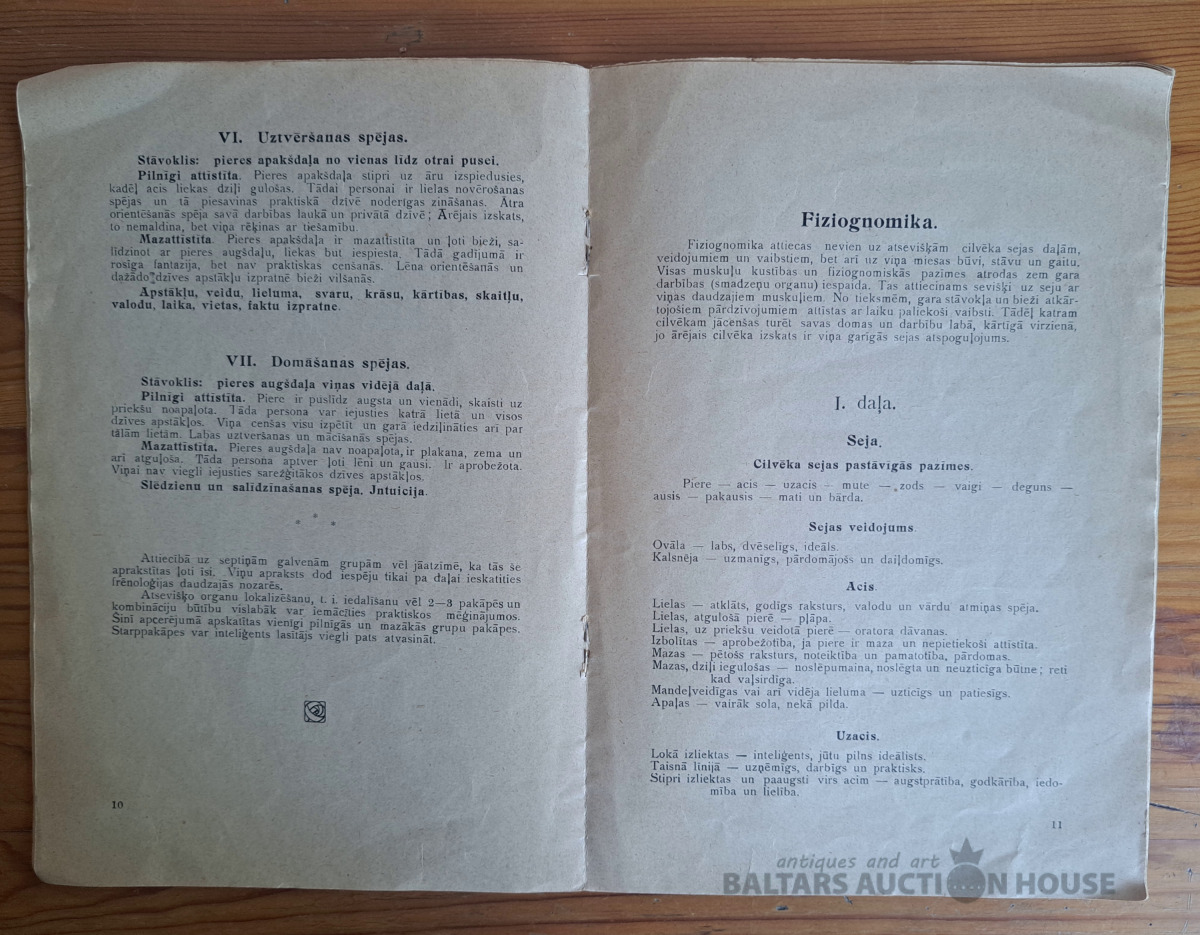 VI. Uztvēršanas spējas.
Stāvoklis: pieres apakšdaļa no vienas līdz otrai pusei.
Pilnīgi attīstīta. Pieres apakšdaļa stipri uz āru izspiedusies,
kadēļ acis liekas dziļi guļošas. Tādai personai ir lielas novērošanas
spējas un tā piesavinas praktiskā dzīvē noderīgas zināšanas. Ātra
orientēšanās spēja savā darbības laukā un privātā dzīvē; Ārējais izskats,
to nemaldina, bet viņa rēķinas ar tiešamību.
Mazattīstīta. Pieres apakšdaļa ir mazattīstīta un ļoti bieži, sa-
līdzinot ar pieres augšdaļu, liekas but iespiesta. Tādā gadījumā ir
rosīga fantazija, bet nav praktiskas cenšanās. Lēna orientēšanās un
dažādo dzīves apstākļu izpratnē bieži vilšanās.
Apstākļu, veidu, lieluma, svaru, krāsu, kārtības, skaitļu,
valodu, laika, vietas, faktu izpratne.
VII. Domāšanas spējas.
Stāvoklis: pieres augšdaļa viņas vidējā daļā.
Pilnīgi attīstīta. Piere ir puslīdz augsta un vienādi, skaisti uz
priekšu noapaļota. Tāda persona var iejusties katrā lietā un visos
dzīves apstākļos. Viņa cenšas visu izpētīt un garā iedziļināties arī par
tālām lietām. Labas uztveršanas un mācīšanās spējas.
Mazattīstīta. Pieres augšdaļa nav noapaļota, ir plakana, zema un
arī atguļoša. Tāda persona aptver ļoti lēni un gausi. Ir aprobežota.
Viņai nav viegli iejusties sarežģītākos dzīves apstākļos.
Slēdzienu un salīdzināšanas spēja. Jntuicija.
* * *
Attiecībā uz septiņām galvenām grupām vēl jāatzīmē, ka tās še
aprakstītas ļoti īsi. Viņu apraksts dod iespēju tikai pa daļai ieskatīties
frēnoloģijas daudzajās nozarēs.
Atsevišķo organu lokalizēšanu, t. i. iedalīšanu vēl 2—3 pakāpēs un
kombināciju būtību vislabāk var iemācīties praktiskos mēģinājumos.
Šinī apcerējumā apskatītas vienīgi pilnīgās un mazākās grupu pakāpes.
Starppakāpes var inteliģents lasītājs viegli pats atvasināt.
10
Fiziognomika.
Fiziognomika attiecas nevien uz atsevišķām cilvēka sejas daļām,
veidojumiem un vaibstiem, bet arī uz viņa miesas būvi, stāvu un gaitu.
Visas muskuļu kustības un fiziognomiskās pazīmes atrodas zem gara
darbības (smadzeņu organu) iespaida. Tas attiecinams sevišķi uz seju ar
viņas daudzajiem muskuļiem. No tieksmēm, gara stāvokļa un bieži atkār-
tojošiem pārdzīvojumiem attīstas ar laiku paliekoši vaibsti. Tādēļ katram
cilvēkam jācenšas turēt savas domas un darbību labā, kārtīgā virzienā,
jo ārējais cilvēka izskats ir viņa garīgās sejas atspoguļojums.
I. daļa.
Seja.
Cilvēka sejas pastāvīgās pazīmes.
Piere — acis — uzacis — mute — zods — vaigi — deguns —
ausis — pakausis — mati un bārda.
Sejas veidojums
Ovāla — labs, dvēselīgs, ideāls.
Kalsnēja — uzmanīgs, pārdomājošs un daiļdomīgs.
Acis.
Lielas — atklāts, godīgs raksturs, valodu un vārdu atmiņas spēja.
Lielas, atguļošā pierē — pļāpa.
Lielas, uz priekšu veidotā pierē — oratora dāvanas.
Izbolītas — aprobežotība, ja piere ir maza un nepietiekoši attīstīta.
Mazas — pētošs raksturs, noteiktība un pamatotība, pārdomas.
Mazas, dziļi iegulošas — noslēpumaina, noslēgta un neuzticīga būtne; reti
kad vaļsirdīga.
Mandeļveidīgas vai arī vidēja lieluma — uzticīgs un patiesīgs.
Apaļas — vairāk sola, nekā pilda.
Uzacis.
Lokā izliektas — inteliģents, jūtu pilns ideālists.
Taisnā līnijā — uzņēmīgs, darbīgs un praktisks.
Stipri izliektas un paaugsti virs acīm — augstprātība, godkārība, iedo-
mība un lielība.
11
antiques and art
BALTARS AUCTION HOUSE